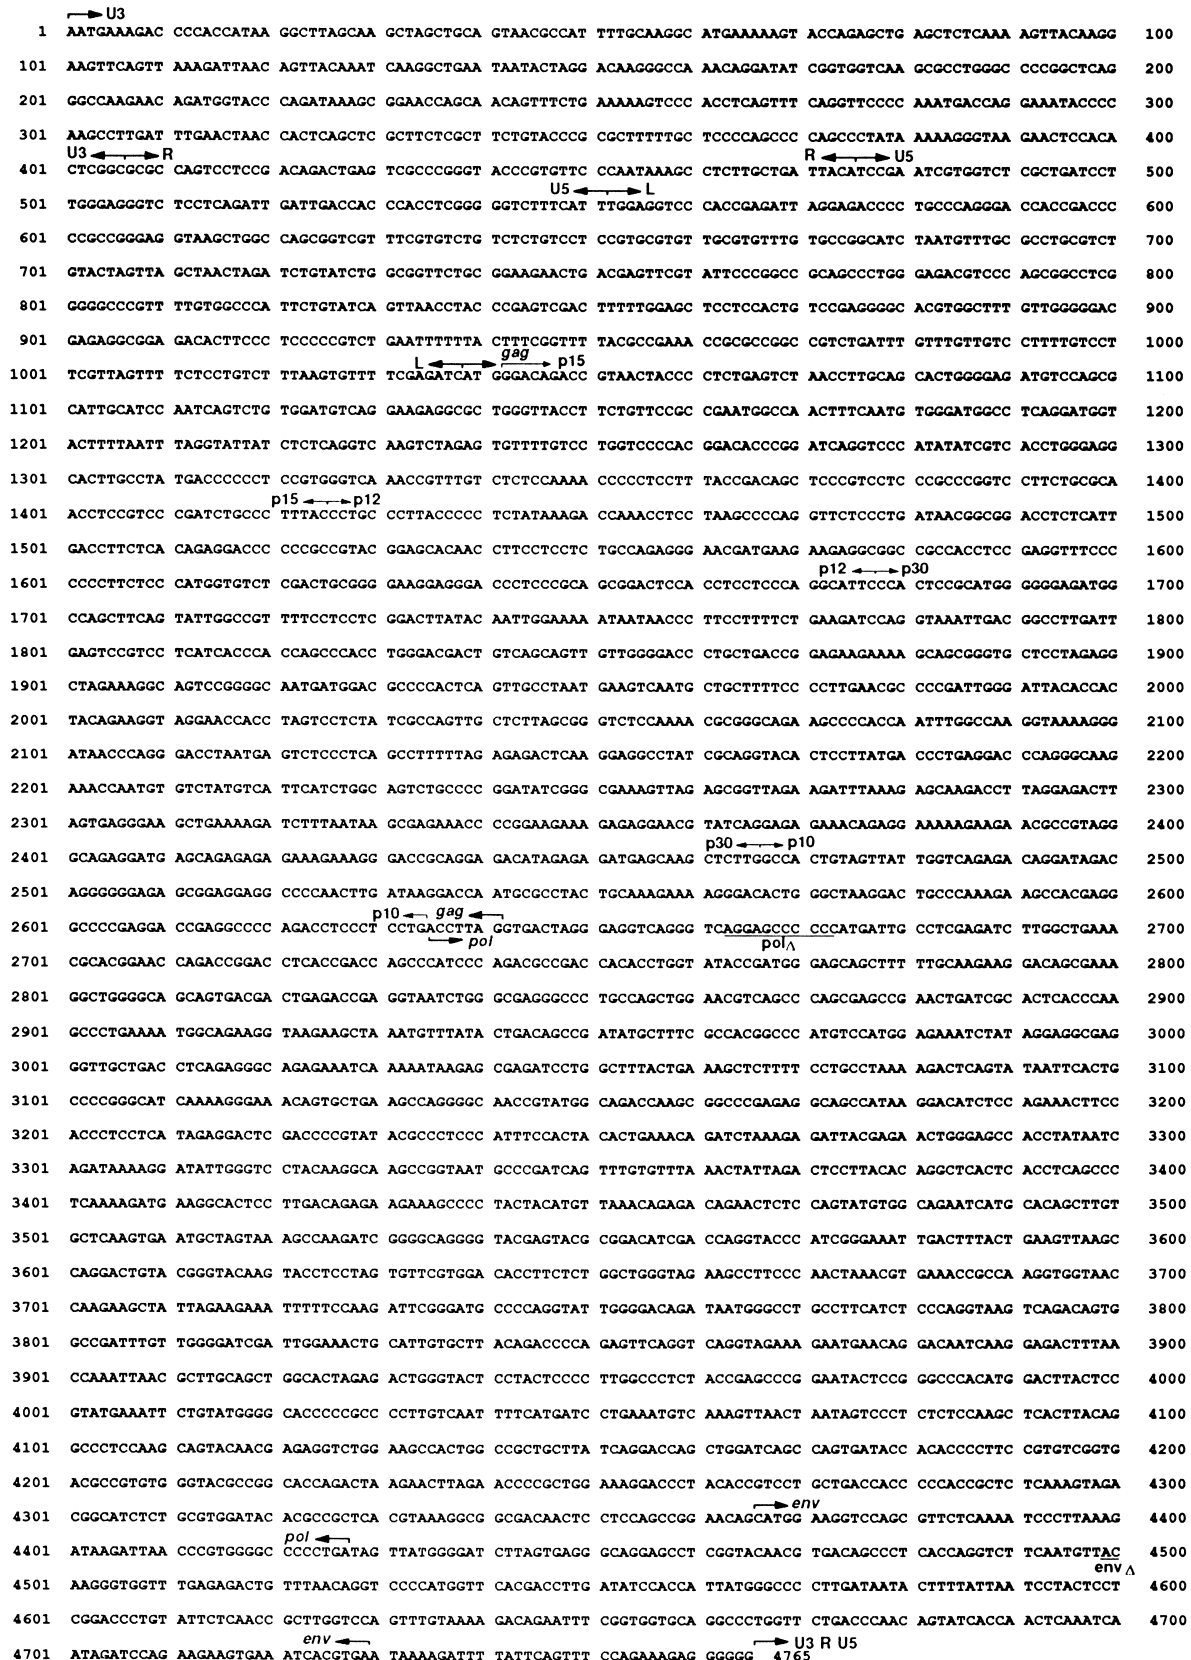 U3
1 AATGAAAGAC CCCACCATAA GGCTTAGCAA GCTAGCTGCA GTAACGCCAT TTTGCAAGGC ATGAAAAAGT ACCAGAGCTG AGCTCTCAAA AGTTACAAGG 100
101 AAGTTCAGTT AAAGATTAAC AGTTACAAAT CAAGGCTGAA TAATACTAGG ACAAGGGCCA AACAGGATAT CGGTGGTCAA GCGCCTGGGC CCCGGCTCAG 200
201 GGCCAAGAAC AGATGGTACC CAGATAAAGC GGAACCAGCA ACAGTTTCTG AAAAAGTCCC ACCTCAGTTT CAGGTTCCCC AAATGACCAG GAAATACCCC 300
301 AAGCCTTGAT TTGAACTAAC CACTCAGCTC GCTTCTCGCT TCTGTACCCG CGCTTTTTGC TCCCCAGCCC CAGCCCTATA AAAAGGGTAA GAACTCCACA 400
U3 R R U5
401 CTCGGCGCGC CAGTCCTCCG ACAGACTGAG TCGCCCGGGT ACCCGTGTTC CCAATAAAGC CTCTTGCTGA TTACATCCGA ATCGTGGTCT CGCTGATCCT 500
U5 L
501 TGGGAGGGTC TCCTCAGATT GATTGACCAC CCACCTCGGG GGTCTTTCAT TTGGAGGTCC CACCGAGATT AGGAGACCCC TGCCCAGGGA CCACCGACCC 600
601 CCGCCGGGAG GTAAGCTGGC CAGCGGTCGT TTCGTGTCTG TCTCTGTCCT CCGTGCGTGT TGCGTGTTTG TGCCGGCATC TAATGTTTGC GCCTGCGTCT 700
701 GTACTAGTTA GCTAACTAGA TCTGTATCTG GCGGTTCTGC GGAAGAACTG ACGAGTTCGT ATTCCCGGCC GCAGCCCTGG GAGACGTCCC AGCGGCCTCG 800
801 GGGGCCCGTT TTGTGGCCCA TTCTGTATCA GTTAACCTAC CCGAGTCGAC TTTTTGGAGC TCCTCCACTG TCCGAGGGGC ACGTGGCTTT GTTGGGGGAC 900
901 GAGAGGCGGA GACACTTCCC TCCCCCGTCT GAATTTTTTA CTTTCGGTTT TACGCCGAAA CCGCGCCGGC CGTCTGATTT GTTTGTTGTC CTTTTGTCCT 1000
L gag p15
1001 TCGTTAGTTT TCTCCTGTCT TTAAGTGTTT TCGAGATCAT GGGACAGACC GTAACTACCC CTCTGAGTCT AACCTTGCAG CACTGGGGAG ATGTCCAGCG 1100
1101 CATTGCATCC AATCAGTCTG TGGATGTCAG GAAGAGGCGC TGGGTTACCT TCTGTTCCGC CGAATGGCCA ACTTTCAATG TGGGATGGCC TCAGGATGGT 1200
1201 ACTTTTAATT TAGGTATTAT CTCTCAGGTC AAGTCTAGAG TGTTTTGTCC TGGTCCCCAC GGACACCCGG ATCAGGTCCC ATATATCGTC ACCTGGGAGG 1300
1301 CACTTGCCTA TGACCCCCCT CCGTGGGTCA AACCGTTTGT CTCTCCAAAA CCCCCTCCTT TACCGACAGC TCCCGTCCTC CCGCCCGGTC CTTCTGCGCA 1400
p15 p12
1401 ACCTCCGTCC CGATCTGCCC TTTACCCTGC CCTTACCCCC TCTATAAAGA CCAAACCTCC TAAGCCCCAG GTTCTCCCTG ATAACGGCGG ACCTCTCATT 1500
1501 GACCTTCTCA CAGAGGACCC CCCGCCGTAC GGAGCACAAC CTTCCTCCTC TGCCAGAGGG AACGATGAAG AAGAGGCGGC CGCCACCTCC GAGGTTTCCC 1600
p12 p30
1601 CCCCTTCTCC CATGGTGTCT CGACTGCGGG GAAGGAGGGA CCCTCCCGCA GCGGACTCCA CCTCCTCCCA GGCATTCCCA CTCCGCATGG GGGGAGATGG 1700
1701 CCAGCTTCAG TATTGGCCGT TTTCCTCCTC GGACTTATAC AATTGGAAAA ATAATAACCC TTCCTTTTCT GAAGATCCAG GTAAATTGAC GGCCTTGATT 1800
1801 GAGTCCGTCC TCATCACCCA CCAGCCCACC TGGGACGACT GTCAGCAGTT GTTGGGGACC CTGCTGACCG GAGAAGAAAA GCAGCGGGTG CTCCTAGAGG 1900
1901 CTAGAAAGGC AGTCCGGGGC AATGATGGAC GCCCCACTCA GTTGCCTAAT GAAGTCAATG CTGCTTTTCC CCTTGAACGC CCCGATTGGG ATTACACCAC 2000
2001 TACAGAAGGT AGGAACCACC TAGTCCTCTA TCGCCAGTTG CTCTTAGCGG GTCTCCAAAA CGCGGGCAGA AGCCCCACCA ATTTGGCCAA GGTAAAAGGG 2100
2101 ATAACCCAGG GACCTAATGA GTCTCCCTCA GCCTTTTTAG AGAGACTCAA GGAGGCCTAT CGCAGGTACA CTCCTTATGA CCCTGAGGAC CCAGGGCAAG 2200
2201 AAACCAATGT GTCTATGTCA TTCATCTGGC AGTCTGCCCC GGATATCGGG CGAAAGTTAG AGCGGTTAGA AGATTTAAAG AGCAAGACCT TAGGAGACTT 2300
2301 AGTGAGGGAA GCTGAAAAGA TCTTTAATAA GCGAGAAACC CCGGAAGAAA GAGAGGAACG TATCAGGAGA GAAACAGAGG AAAAAGAAGA ACGCCGTAGG 2400
p30 p10
2401 GCAGAGGATG AGCAGAGAGA GAAAGAAAGG GACCGCAGGA GACATAGAGA GATGAGCAAG CTCTTGGCCA CTGTAGTTAT TGGTCAGAGA CAGGATAGAC 2500
2501 AGGGGGGAGA GCGGAGGAGG CCCCAACTTG ATAAGGACCA ATGCGCCTAC TGCAAAGAAA AGGGACACTG GGCTAAGGAC TGCCCAAAGA AGCCACGAGG 2600
p10 gag
2601 GCCCCGAGGA CCGAGGCCCC AGACCTCCCT CCTGACCTTA GGTGACTAGG GAGGTCAGGG TCAGGAGCCC CCCCATGATTG CCTCGAGATC TTGGCTGAAA 2700
pol pol△
2701 CGCACGGAAC CAGACCGGAC CTCACCGACC AGCCCATCCC AGACGCCGAC CACACCTGGT ATACCGATGG GAGCAGCTTT TTGCAAGAAG GACAGCGAAA 2800
2801 GGCTGGGGCA GCAGTGACGA CTGAGACCGA GGTAATCTGG GCGAGGGCCC TGCCAGCTGG AACGTCAGCC CAGCGAGCCG AACTGATCGC ACTCACCCAA 2900
2901 GCCCTGAAAA TGGCAGAAGG TAAGAAGCTA AATGTTTATA CTGACAGCCG ATATGCTTTC GCCACGGCCC ATGTCCATGG AGAAATCTAT AGGAGGCGAG 3000
3001 GGTTGCTGAC CTCAGAGGGC AGAGAAATCA AAAATAAGAG CGAGATCCTG GCTTTACTGA AAGCTCTTTT CCTGCCTAAA AGACTCAGTA TAATTCACTG 3100
3101 CCCCGGGCAT CAAAAGGGAA ACAGTGCTGA AGCCAGGGGC AACCGTATGG CAGACCAAGC GGCCCGAGAG GCAGCCATAA GGACATCTCC AGAAACTTCC 3200
3201 ACCCTCCTCA TAGAGGACTC GACCCCGTAT ACGCCCTCCC ATTTCCACTA CACTGAAACA GATCTAAAGA GATTACGAGA ACTGGGAGCC ACCTATAATC 3300
3301 AGATAAAAGG ATATTGGGTC CTACAAGGCA AGCCGGTAAT GCCCGATCAG TTTGTGTTTA AACTATTAGA CTCCTTACAC AGGCTCACTC ACCTCAGCCC 3400
3401 TCAAAAGATG AAGGCACTCC TTGACAGAGA AGAAAGCCCC TACTACATGT TAAACAGAGA CAGAACTCTC CAGTATGTGG CAGAATCATG CACAGCTTGT 3500
3501 GCTCAAGTGA ATGCTAGTAA AGCCAAGATC GGGGCAGGGG TACGAGTACG CGGACATCGA CCAGGTACCC ATCGGGAAAT TGACTTTACT GAAGTTAAGC 3600
3601 CAGGACTGTA CGGGTACAAG TACCTCCTAG TGTTCGTGGA CACCTTCTCT GGCTGGGTAG AAGCCTTCCC AACTAAACGT GAAACCGCCA AGGTGGTAAC 3700
3701 CAAGAAGCTA TTAGAAGAAA TTTTTCCAAG ATTCGGGATG CCCCAGGTAT TGGGGACAGA TAATGGGCCT GCCTTCATCT CCCAGGTAAG TCAGACAGTG 3800
3801 GCCGATTTGT TGGGGATCGA TTGGAAACTG CATTGTGCTT ACAGACCCCA GAGTTCAGGT CAGGTAGAAA GAATGAACAG GACAATCAAG GAGACTTTAA 3900
3901 CCAAATTAAC GCTTGCAGCT GGCACTAGAG ACTGGGTACT CCTACTCCCC TTGGCCCTCT ACCGAGCCCG GAATACTCCG GGCCCACATG GACTTACTCC 4000
4001 GTATGAAATT CTGTATGGGG CACCCCCGCC CCTTGTCAAT TTTCATGATC CTGAAATGTC AAAGTTAACT AATAGTCCCT CTCTCCAAGC TCACTTACAG 4100
4101 GCCCTCCAAG CAGTACAACG AGAGGTCTGG AAGCCACTGG CCGCTGCTTA TCAGGACCAG CTGGATCAGC CAGTGATACC ACACCCCTTC CGTGTCGGTG 4200
4201 ACGCCGTGTG GGTACGCCGG CACCAGACTA AGAACTTAGA ACCCCGCTGG AAAGGACCCT ACACCGTCCT GCTGACCACC CCCACCGCTC TCAAAGTAGA 4300
env
4301 CGGCATCTCT GCGTGGATAC ACGCCGCTCA CGTAAAGGCG GCGACAACTC CTCCAGCCGG AACAGCATGG AAGGTCCAGC GTTCTCAAAA TCCCTTAAAG 4400
pol
4401 ATAAGATTAA CCCGTGGGGC CCCCTGATAG TTATGGGGAT CTTAGTGAGG GCAGGAGCCT CGGTACAACG TGACAGCCCT CACCAGGTCT TCAATGTTAC 4500
env△
4501 AAGGGTGGTT TGAGAGACTG TTTAACAGGT CCCCATGGTT CACGACCTTG ATATCCACCA TTATGGGCCC CTTGATAATA CTTTTATTAA TCCTACTCCT 4600
4601 CGGACCCTGT ATTCTCAACC GCTTGGTCCA GTTTGTAAAA GACAGAATTT CGGTGGTGCA GGCCCTGGTT CTGACCCAAC AGTATCACCA ACTCAAATCA 4700
env U3 R U5
4701 ATAGATCCAG AAGAAGTGAA ATCACGTGAA TAAAAGATTT TATTCAGTTT CCAGAAAGAG GGGGG 4765